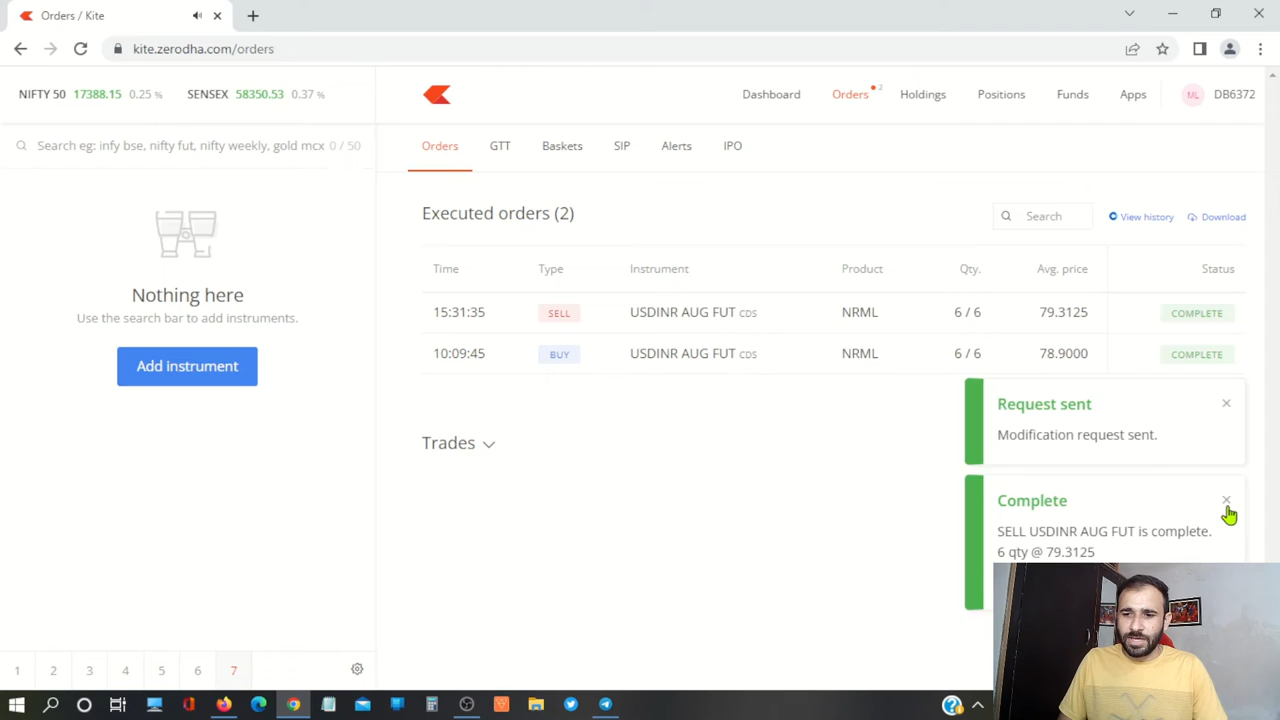 Orders / Kite
kite.zerodha.com/orders
NIFTY 50 17388.15 0.25 % SENSEX 58350.53 0.37 %
Dashboard Orders 2 Holdings Positions Funds Apps ML DB6372
Search eg: infy bse, nifty fut, nifty weekly, gold mcx 0 / 50
Orders GTT Baskets SIP Alerts IPO
Executed orders (2) Search View history Download
Time Type Instrument Product Qty. Avg. price Status
15:31:35 SELL USDINR AUG FUT CDS NRML 6 / 6 79.3125 COMPLETE
10:09:45 BUY USDINR AUG FUT CDS NRML 6 / 6 78.9000 COMPLETE
Nothing here
Use the search bar to add instruments.
Add instrument
Trades
Request sent
Modification request sent.
Complete
SELL USDINR AUG FUT is complete.
6 qty @ 79.3125
1 2 3 4 5 6 7